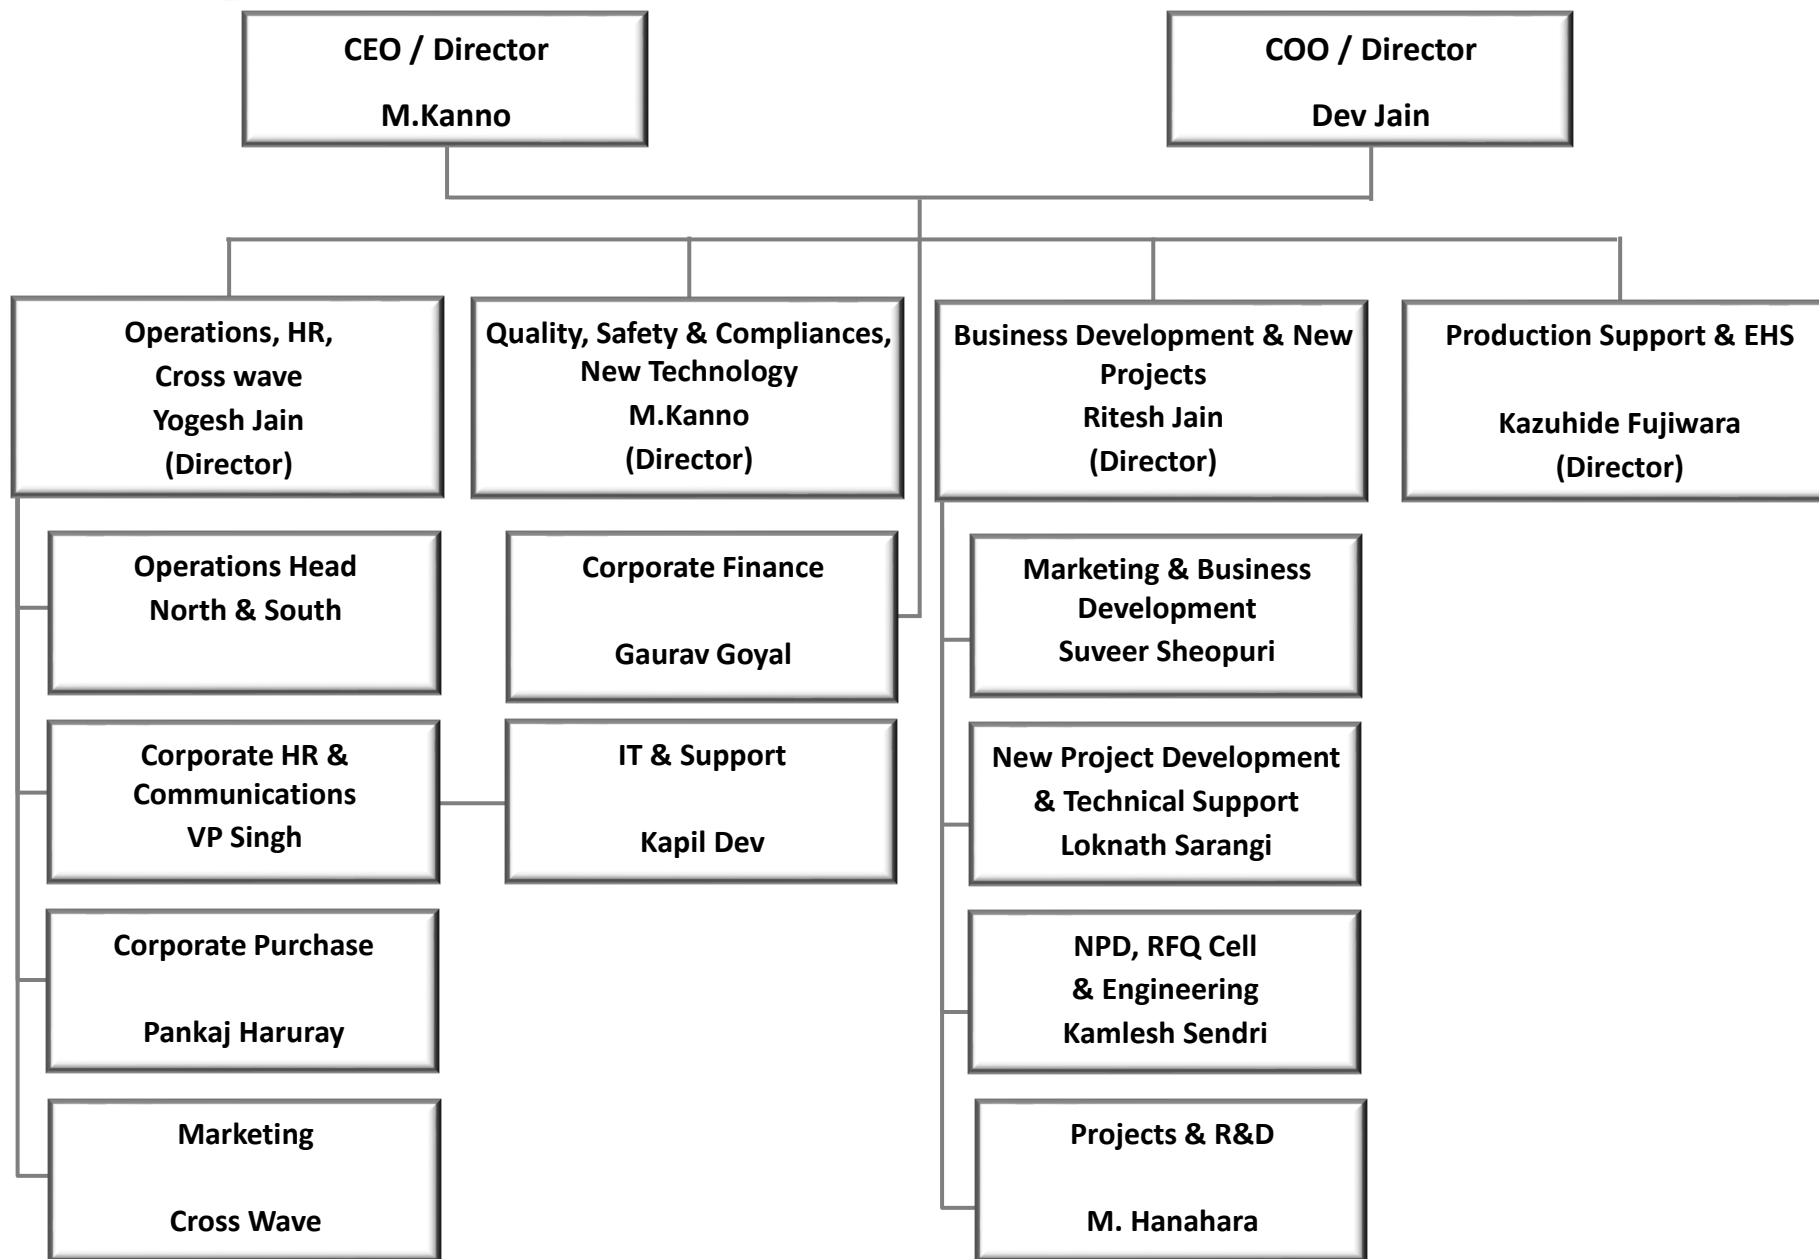 CEO / Director
M.Kanno
COO / Director
Dev Jain
Operations, HR,
Cross wave
Yogesh Jain
(Director)
Quality, Safety & Compliances,
New Technology
M.Kanno
(Director)
Business Development & New
Projects
Ritesh Jain
(Director)
Production Support & EHS
Kazuhide Fujiwara
(Director)
Operations Head
North & South
Corporate Finance
Gaurav Goyal
Marketing & Business
Development
Suveer Sheopuri
Corporate HR &
Communications
VP Singh
IT & Support
Kapil Dev
New Project Development
& Technical Support
Loknath Sarangi
Corporate Purchase
Pankaj Haruray
NPD, RFQ Cell
& Engineering
Kamlesh Sendri
Marketing
Cross Wave
Projects & R&D
M. Hanahara